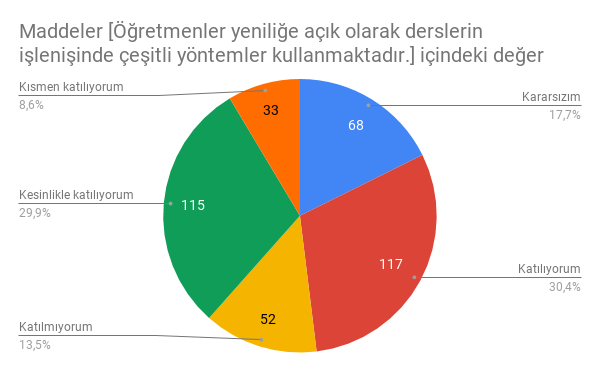 Maddeler [Öğretmenler yeniliğe açık olarak derslerin
işlenişinde çeşitli yöntemler kullanmaktadır.] içindeki değer
Kısmen katılıyorum
8,6%
33
Kararsızım
17,7%
68
Kesinlikle katılıyorum
29,9%
115
117
Katılıyorum
30,4%
52
Katılmıyorum
13,5%